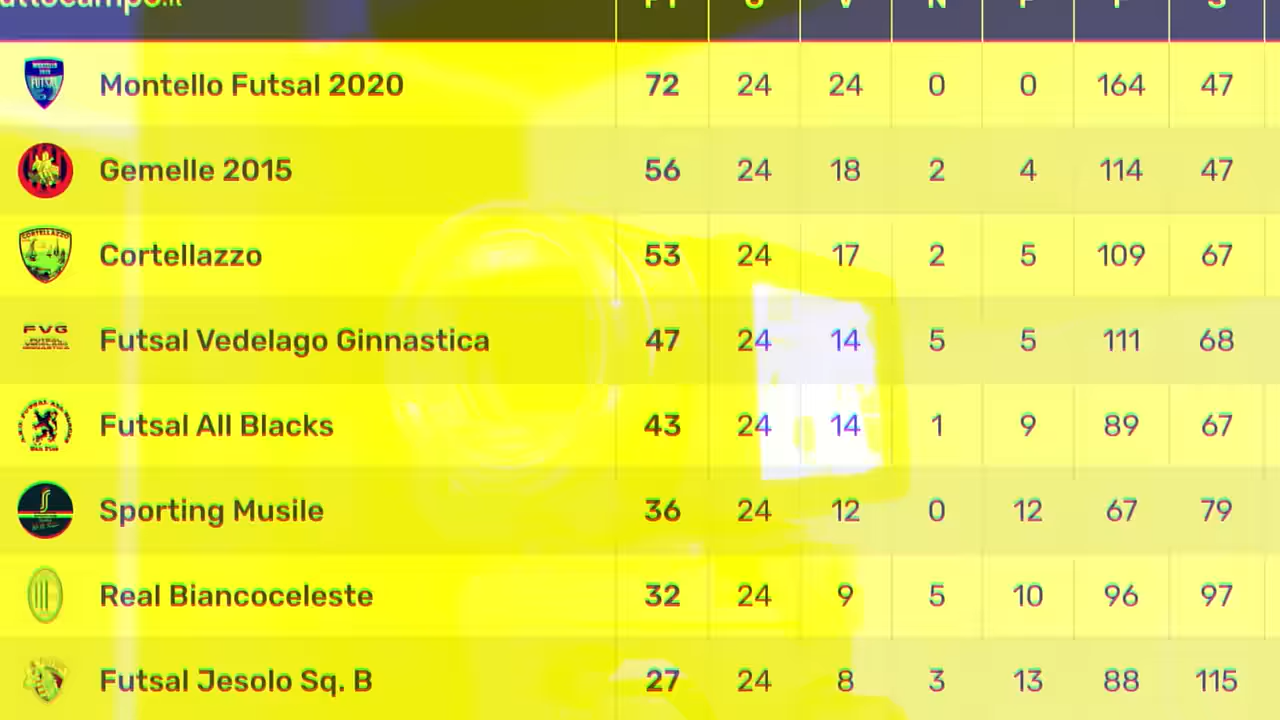 PT G V N P F S
Montello Futsal 2020 72 24 24 0 0 164 47
Gemelle 2015 56 24 18 2 4 114 47
Cortellazzo 53 24 17 2 5 109 67
Futsal Vedelago Ginnastica 47 24 14 5 5 111 68
Futsal All Blacks 43 24 14 1 9 89 67
Sporting Musile 36 24 12 0 12 67 79
Real Biancoceleste 32 24 9 5 10 96 97
Futsal Jesolo Sq. B 27 24 8 3 13 88 115